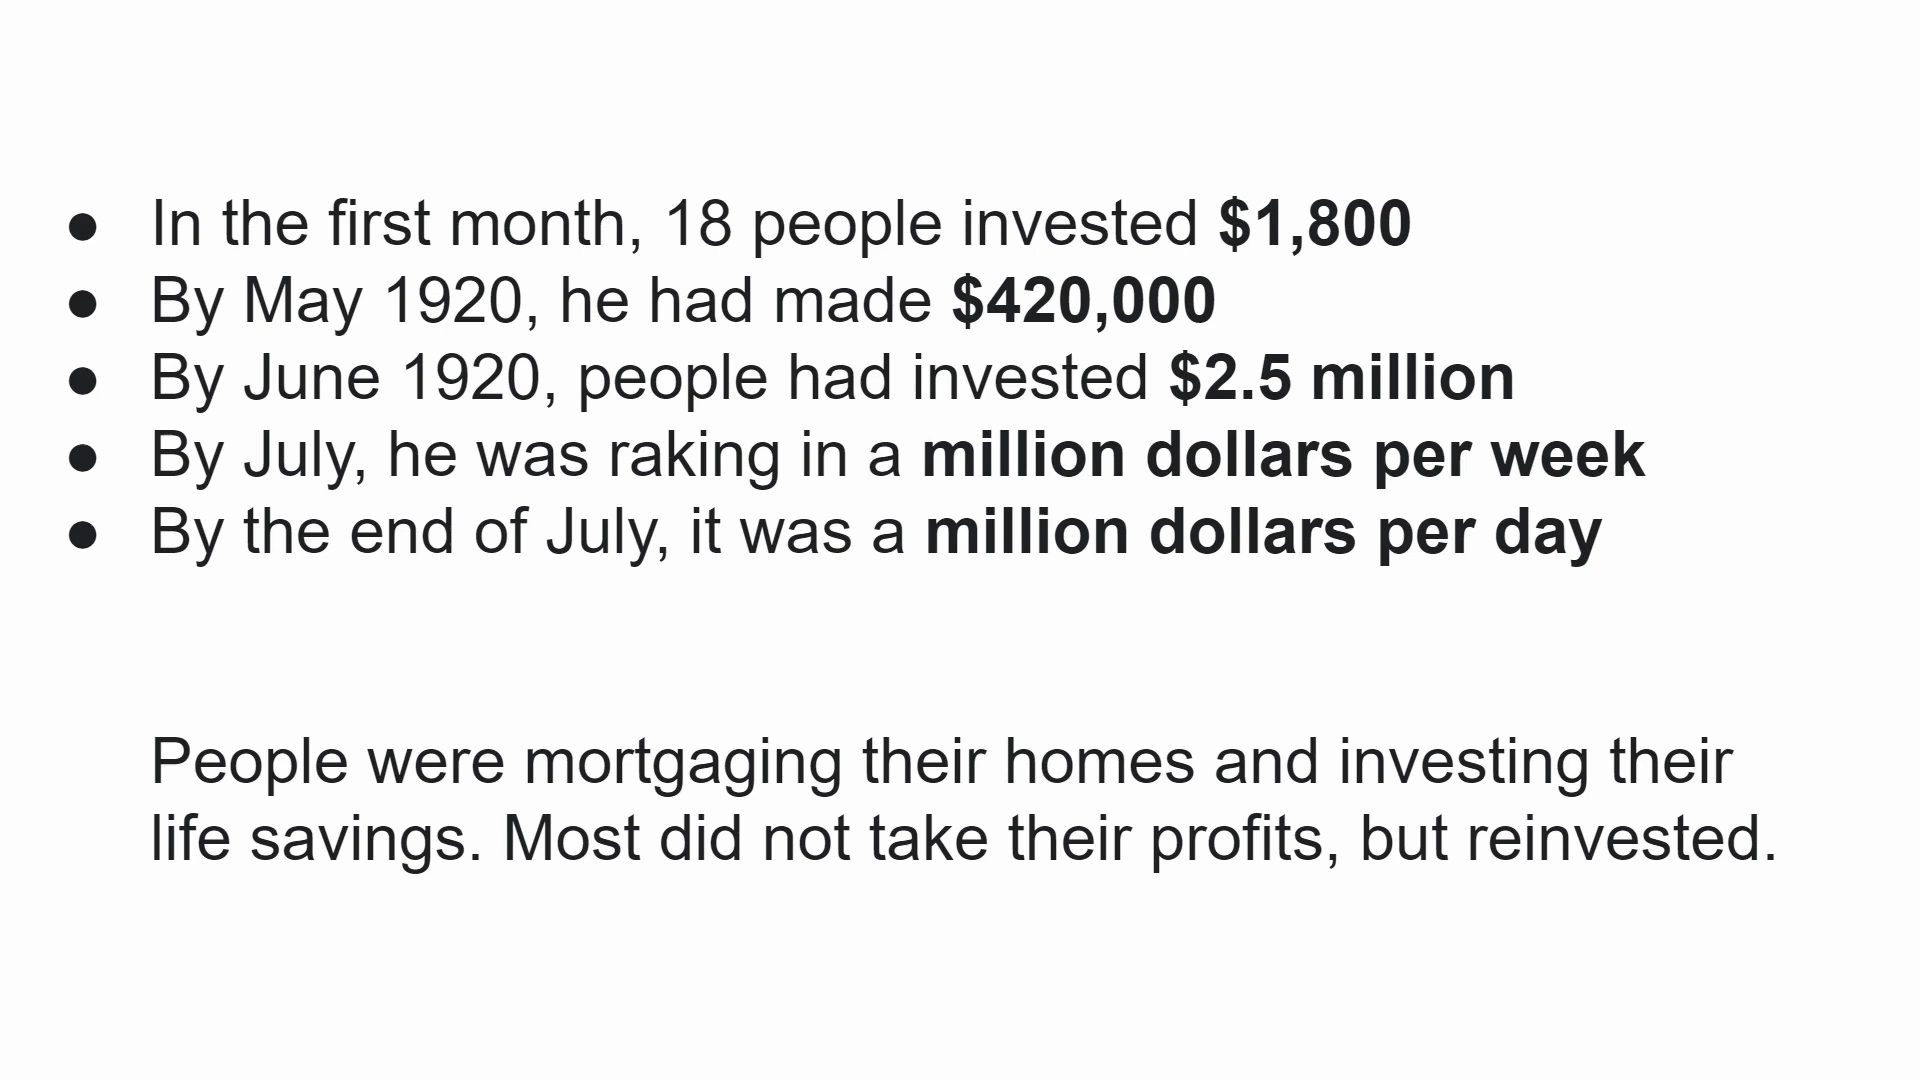 ● In the first month, 18 people invested $1,800
● By May 1920, he had made $420,000
● By June 1920, people had invested $2.5 million
● By July, he was raking in a million dollars per week
● By the end of July, it was a million dollars per day
People were mortgaging their homes and investing their
life savings. Most did not take their profits, but reinvested.